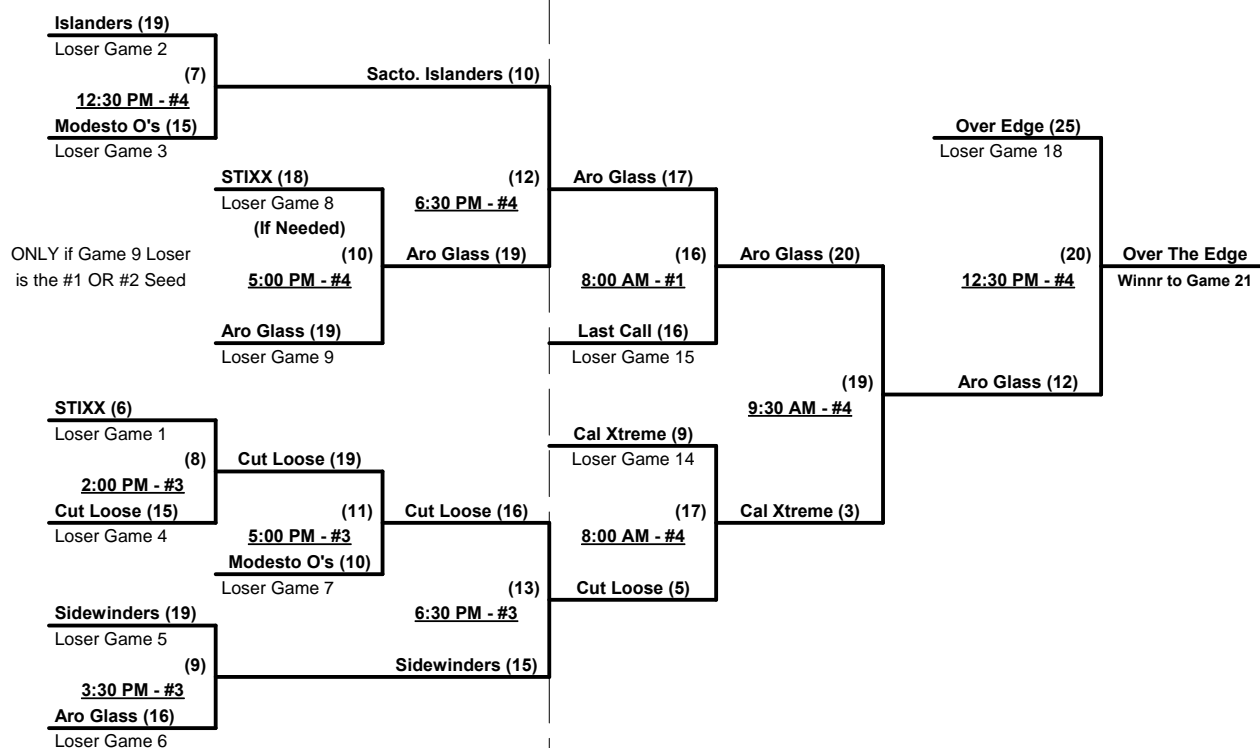 Islanders (19)
Loser Game 2
(7)
Sacto. Islanders (10)
12:30 PM - #4
Modesto O's (15)
Over Edge (25)
Loser Game 3
Loser Game 18
STIXX (18)
(12)
Aro Glass (17)
Loser Game 8
6:30 PM - #4
(If Needed)
ONLY if Game 9 Loser
(10)
Aro Glass (19)
(16)
Aro Glass (20)
(20)
Over The Edge
is the #1 OR #2 Seed
5:00 PM - #4
8:00 AM - #1
12:30 PM - #4
Winnr to Game 21
Aro Glass (19)
Last Call (16)
Loser Game 9
Loser Game 15
(19)
Aro Glass (12)
STIXX (6)
9:30 AM - #4
Loser Game 1
Cal Xtreme (9)
(8)
Cut Loose (19)
Loser Game 14
2:00 PM - #3
Cut Loose (15)
(11)
Cut Loose (16)
(17)
Cal Xtreme (3)
Loser Game 4
5:00 PM - #3
8:00 AM - #4
Modesto O's (10)
Loser Game 7
(13)
Cut Loose (5)
Sidewinders (19)
6:30 PM - #3
Loser Game 5
(9)
Sidewinders (15)
3:30 PM - #3
Aro Glass (16)
Loser Game 6